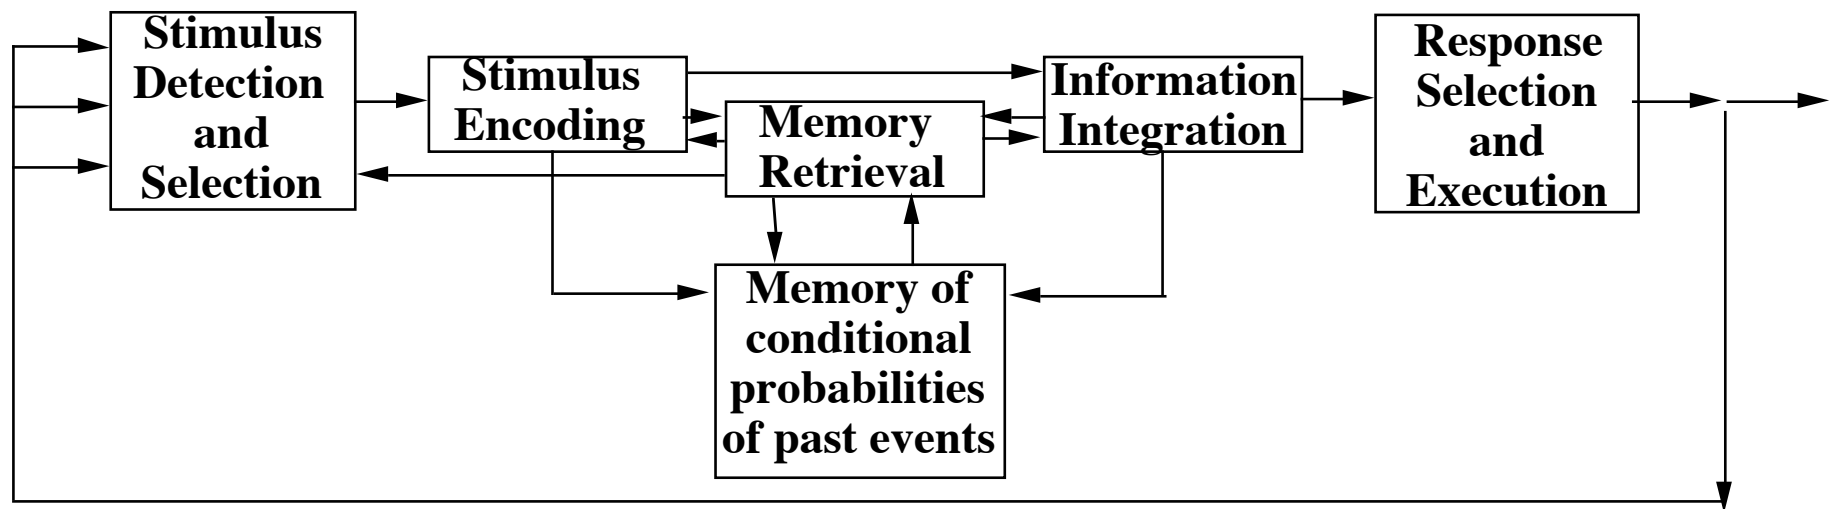 Stimulus
Detection
and
Selection
Stimulus
Encoding
Memory
Retrieval
Information
Integration
Response
Selection
and
Execution
Memory of
conditional
probabilities
of past events